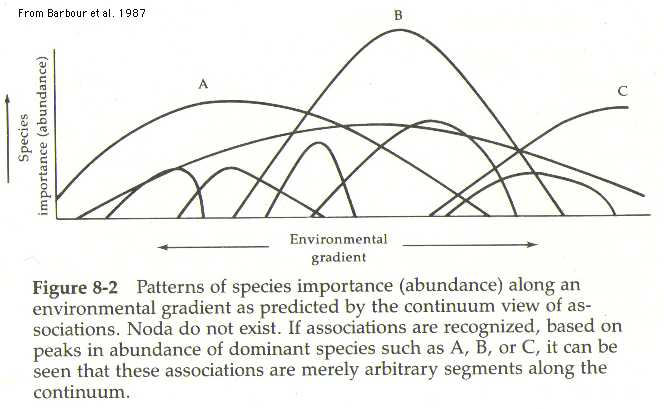 From Barbour et al. 1987
B
A
C
Species
importance (abundance)
Environmental
gradient
Figure 8-2 Patterns of species importance (abundance) along an
environmental gradient as predicted by the continuum view of as-
sociations. Noda do not exist. If associations are recognized, based on
peaks in abundance of dominant species such as A, B, or C, it can be
seen that these associations are merely arbitrary segments along the
continuum.